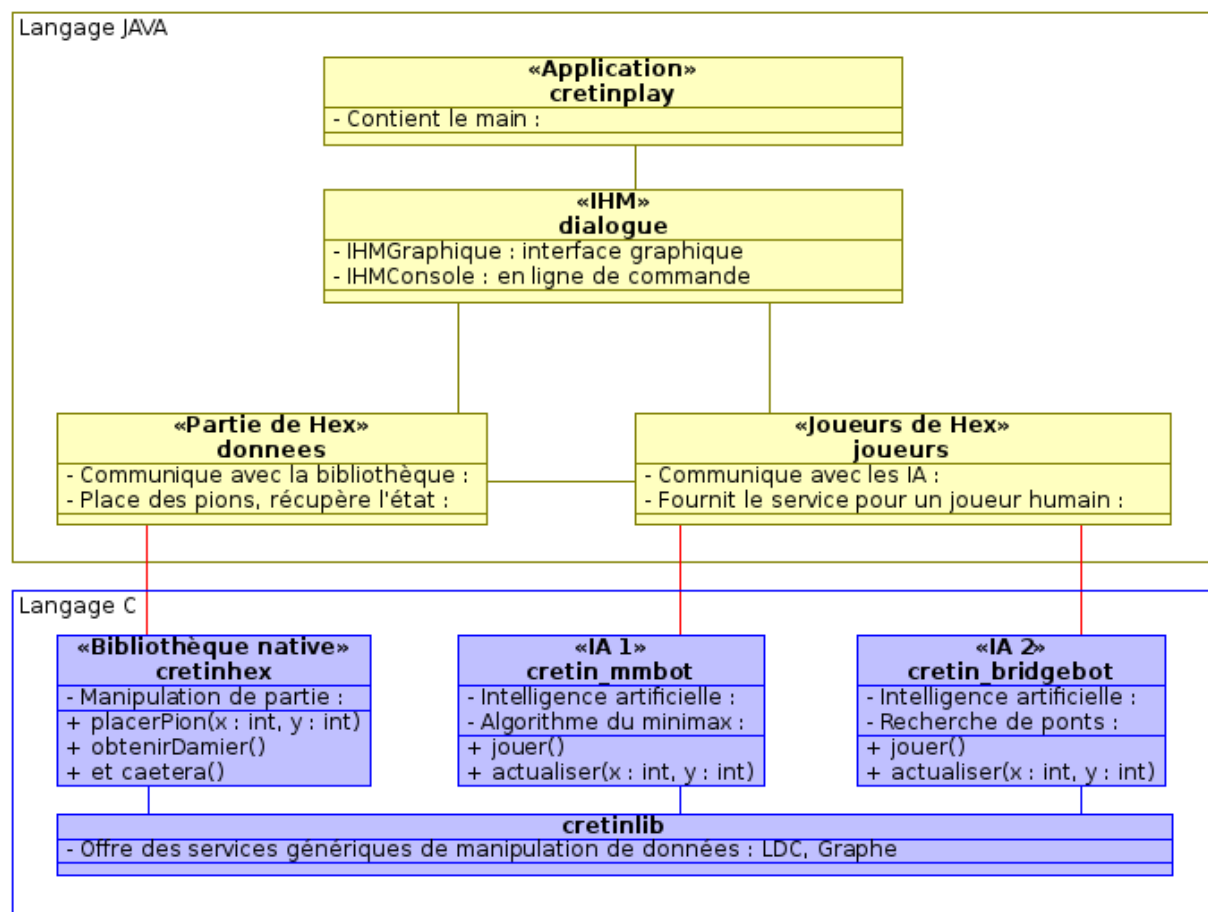 Langage JAVA
«Application»
cretinplay
- Contient le main :
«IHM»
dialogue
- IHMGraphique : interface graphique
- IHMConsole : en ligne de commande
«Partie de Hex»
donnees
- Communique avec la bibliothèque :
- Place des pions, récupère l'état :
«Joueurs de Hex»
joueurs
- Communique avec les IA :
- Fournit le service pour un joueur humain :
Langage C
«Bibliothèque native»
cretinhex
- Manipulation de partie :
+ placerPion(x : int, y : int)
+ obtenirDamier()
+ et caetera()
«IA 1»
cretin_mmbot
- Intelligence artificielle :
- Algorithme du minimax :
+ jouer()
+ actualiser(x : int, y : int)
«IA 2»
cretin_bridgebot
- Intelligence artificielle :
- Recherche de ponts :
+ jouer()
+ actualiser(x : int, y : int)
cretinlib
- Offre des services génériques de manipulation de données : LDC, Graphe